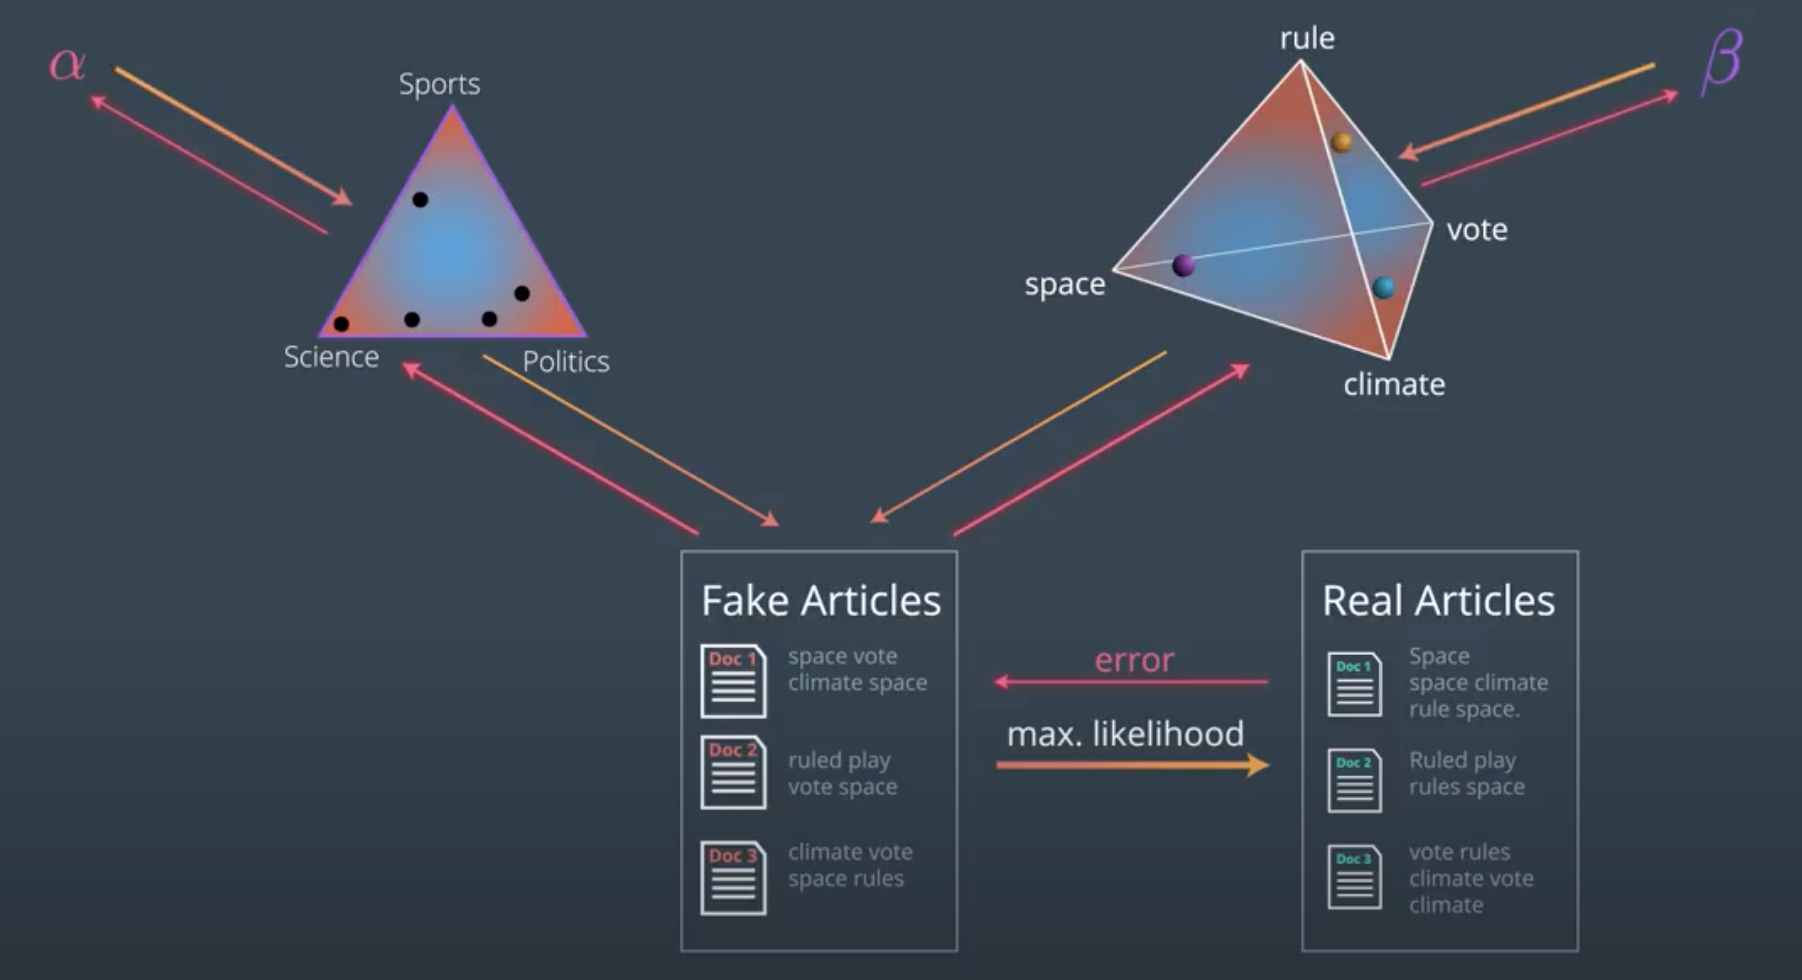 α
β
Sports
Science
Politics
rule
vote
space
climate
Fake Articles
Doc 1
space vote
climate space
Doc 2
ruled play
vote space
Doc 3
climate vote
space rules
error
max. likelihood
Real Articles
Doc 1
Space
space climate
rule space.
Doc 2
Ruled play
rules space
Doc 3
vote rules
climate vote
climate